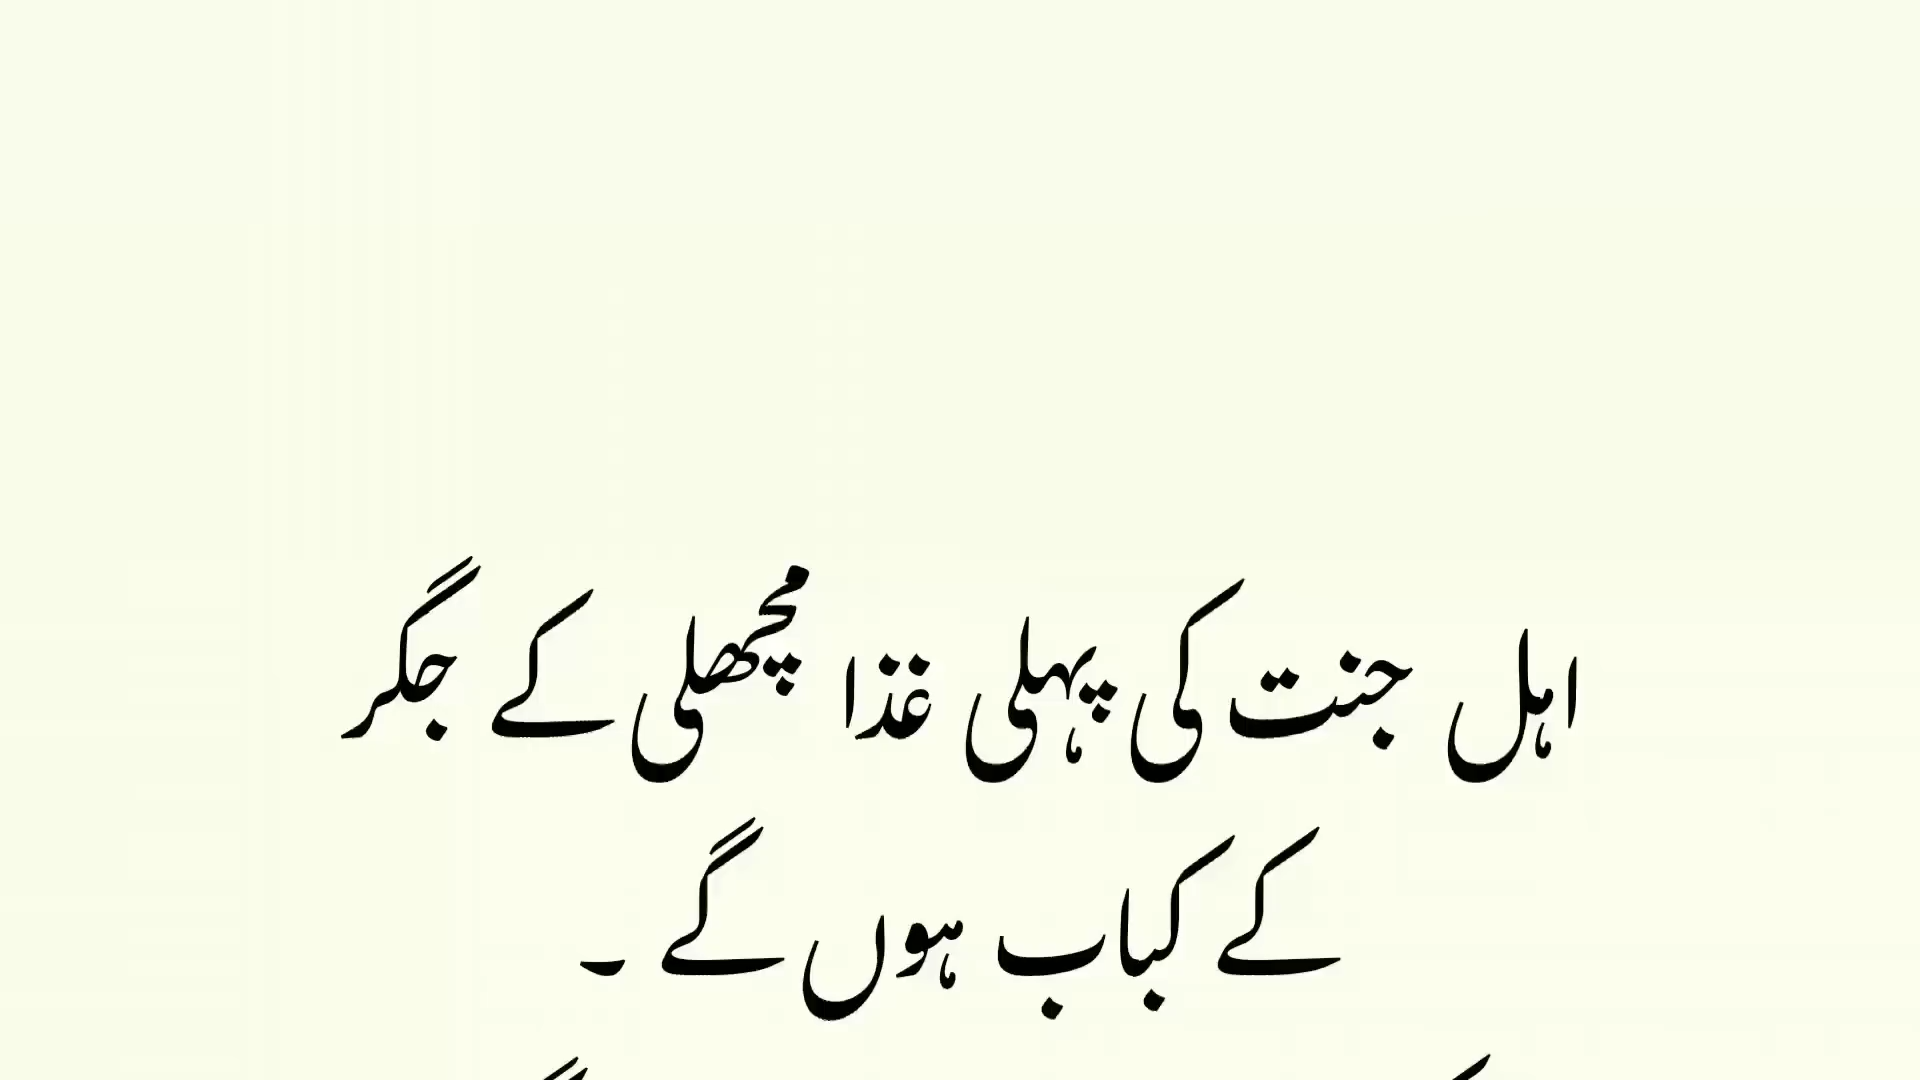 اہل جنت کی پہلی غذا مچھلی کے جگر
کے کباب ہوں گے ۔